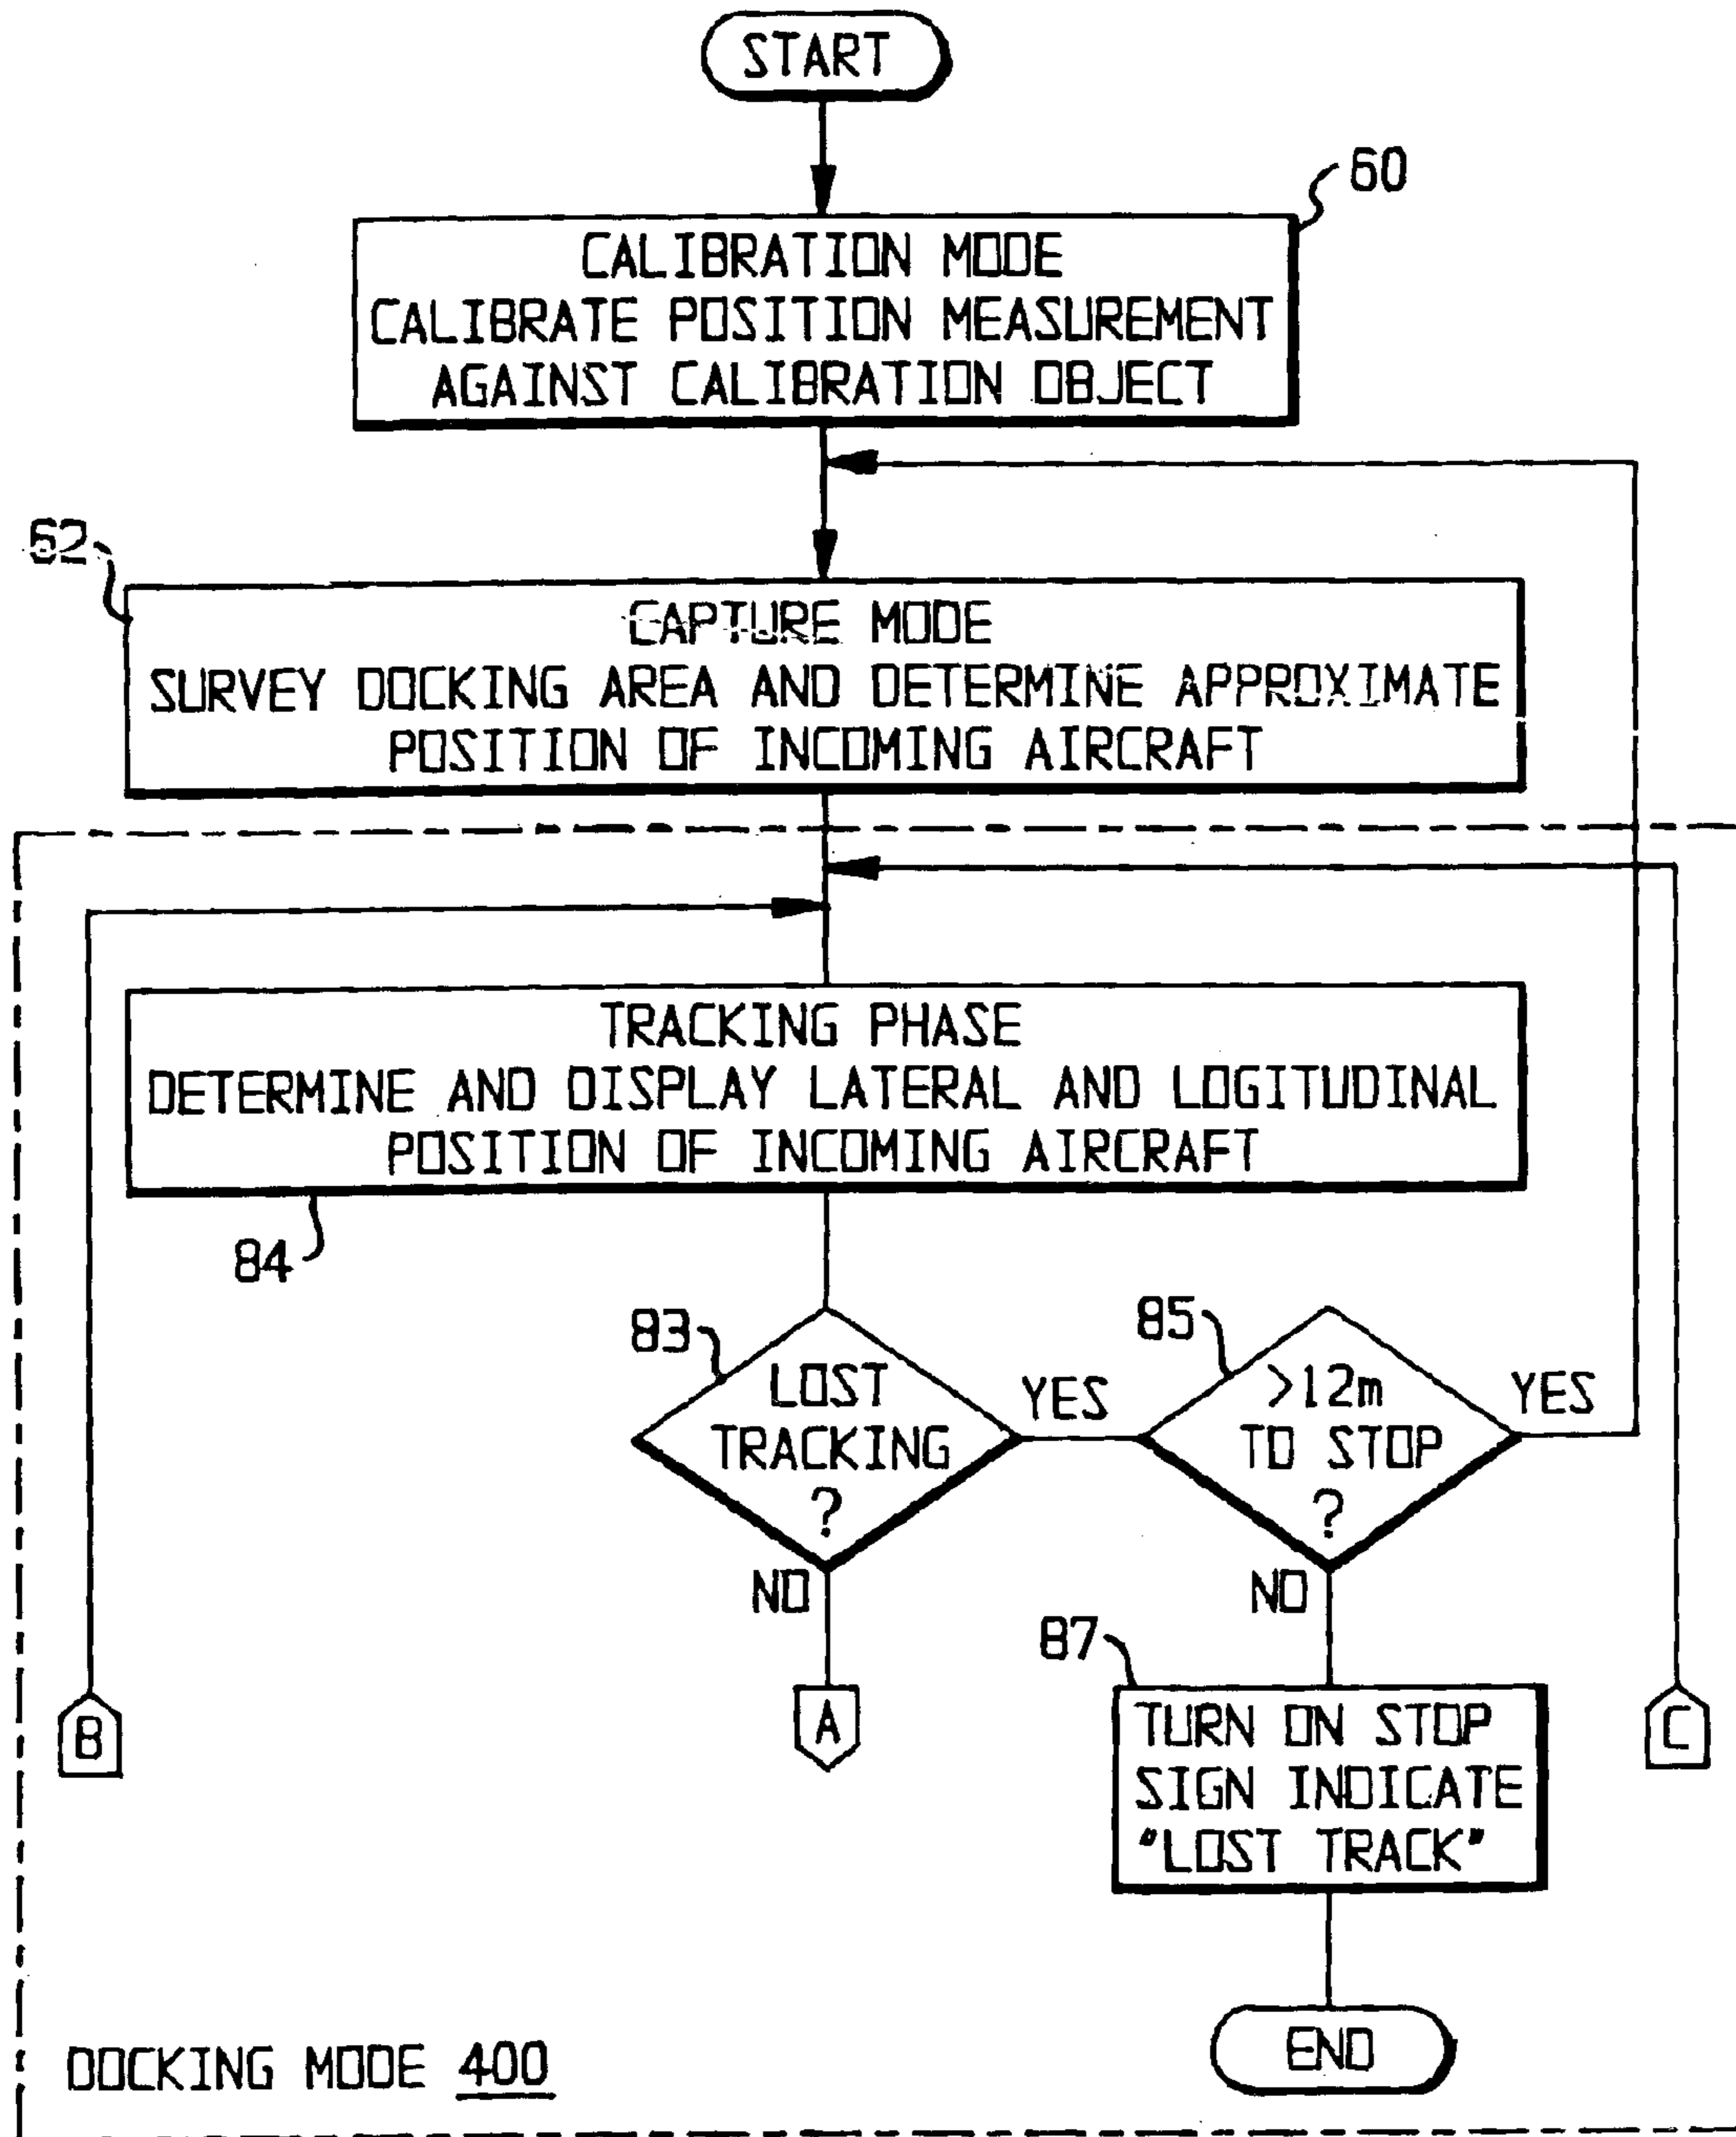 START
60
CALIBRATION MODE
CALIBRATE POSITION MEASUREMENT
AGAINST CALIBRATION OBJECT
62
CAPTURE MODE
SURVEY DOCKING AREA AND DETERMINE APPROXIMATE
POSITION OF INCOMING AIRCRAFT
TRACKING PHASE
DETERMINE AND DISPLAY LATERAL AND LOGITUDINAL
POSITION OF INCOMING AIRCRAFT
84
83
LOST
TRACKING
?
YES
NO
85
>12m
TO STOP
?
YES
NO
87
TURN ON STOP
SIGN INDICATE
"LOST TRACK"
B
A
C
END
DOCKING MODE 400